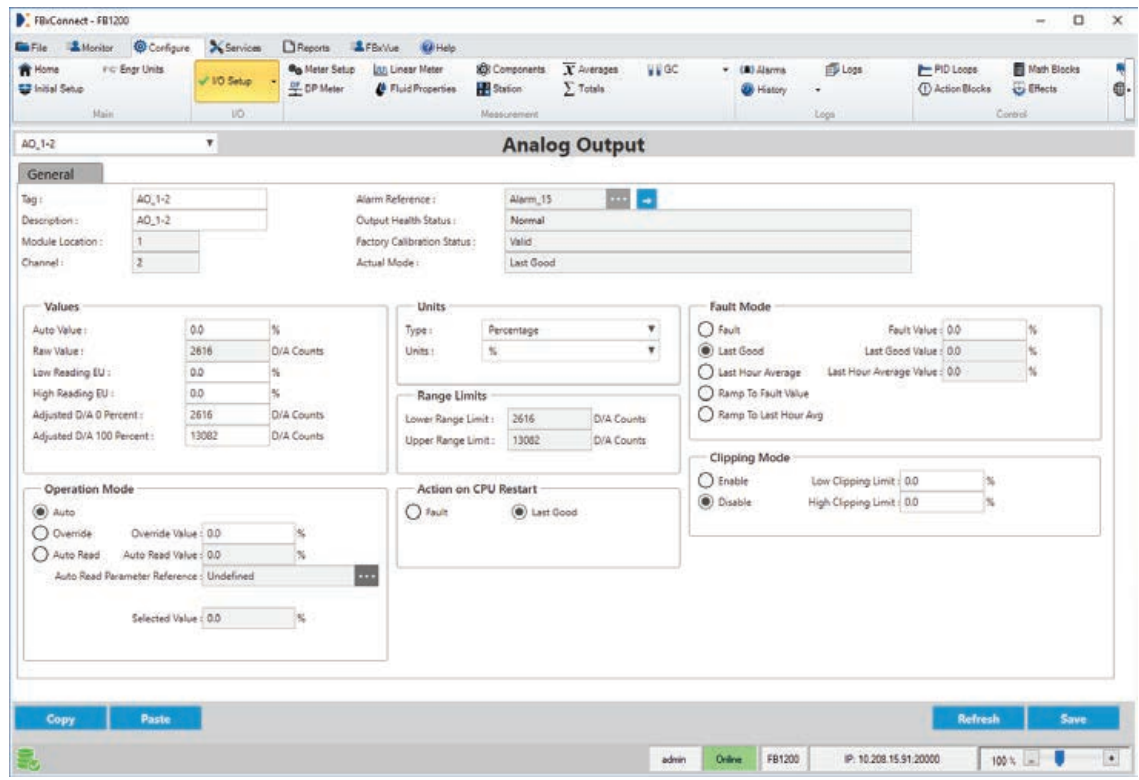 FBxConnect - FB1200
File Monitor Configure Services Reports FBxVue Help
Home Engr Units I/O Setup Meter Setup Linear Meter Components Averages GC Alarms Logs PID Loops Math Blocks
Initial Setup DP Meter Fluid Properties Station Totals History Action Blocks Effects
Main I/O Measurement Logs Control
AO_1-2 Analog Output
General
Tag : AO_1-2 Alarm Reference : Alarm_15 ...
Description : AO_1-2 Output Health Status : Normal
Module Location : 1 Factory Calibration Status : Valid
Channel : 2 Actual Mode : Last Good
Values
Auto Value : 0.0 %
Raw Value : 2616 D/A Counts
Low Reading EU : 0.0 %
High Reading EU : 0.0 %
Adjusted D/A 0 Percent : 2616 D/A Counts
Adjusted D/A 100 Percent : 13082 D/A Counts
Units
Type : Percentage
Units : %
Range Limits
Lower Range Limit : 2616 D/A Counts
Upper Range Limit : 13082 D/A Counts
Fault Mode
Fault Fault Value : 0.0 %
Last Good Last Good Value : 0.0 %
Last Hour Average Last Hour Average Value : 0.0 %
Ramp To Fault Value
Ramp To Last Hour Avg
Operation Mode
Auto
Override Override Value : 0.0 %
Auto Read Auto Read Value : 0.0 %
Auto Read Parameter Reference : Undefined ...
Selected Value : 0.0 %
Action on CPU Restart
Fault Last Good
Clipping Mode
Enable Low Clipping Limit : 0.0 %
Disable High Clipping Limit : 0.0 %
Copy Paste Refresh Save
admin Online FB1200 IP: 10.208.15.91:20000 100 % - +